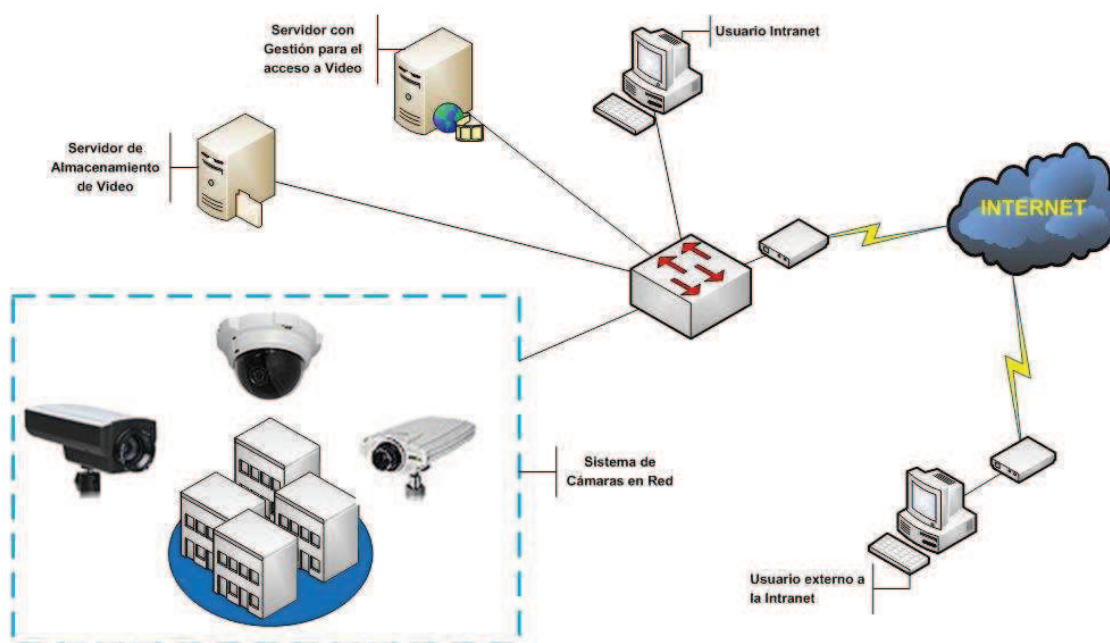 Servidor con
Gestión para el
acceso a Video
Usuario Intranet
Servidor de
Almacenamiento
de Video
INTERNET
Sistema de
Cámaras en Red
Usuario externo a
la Intranet